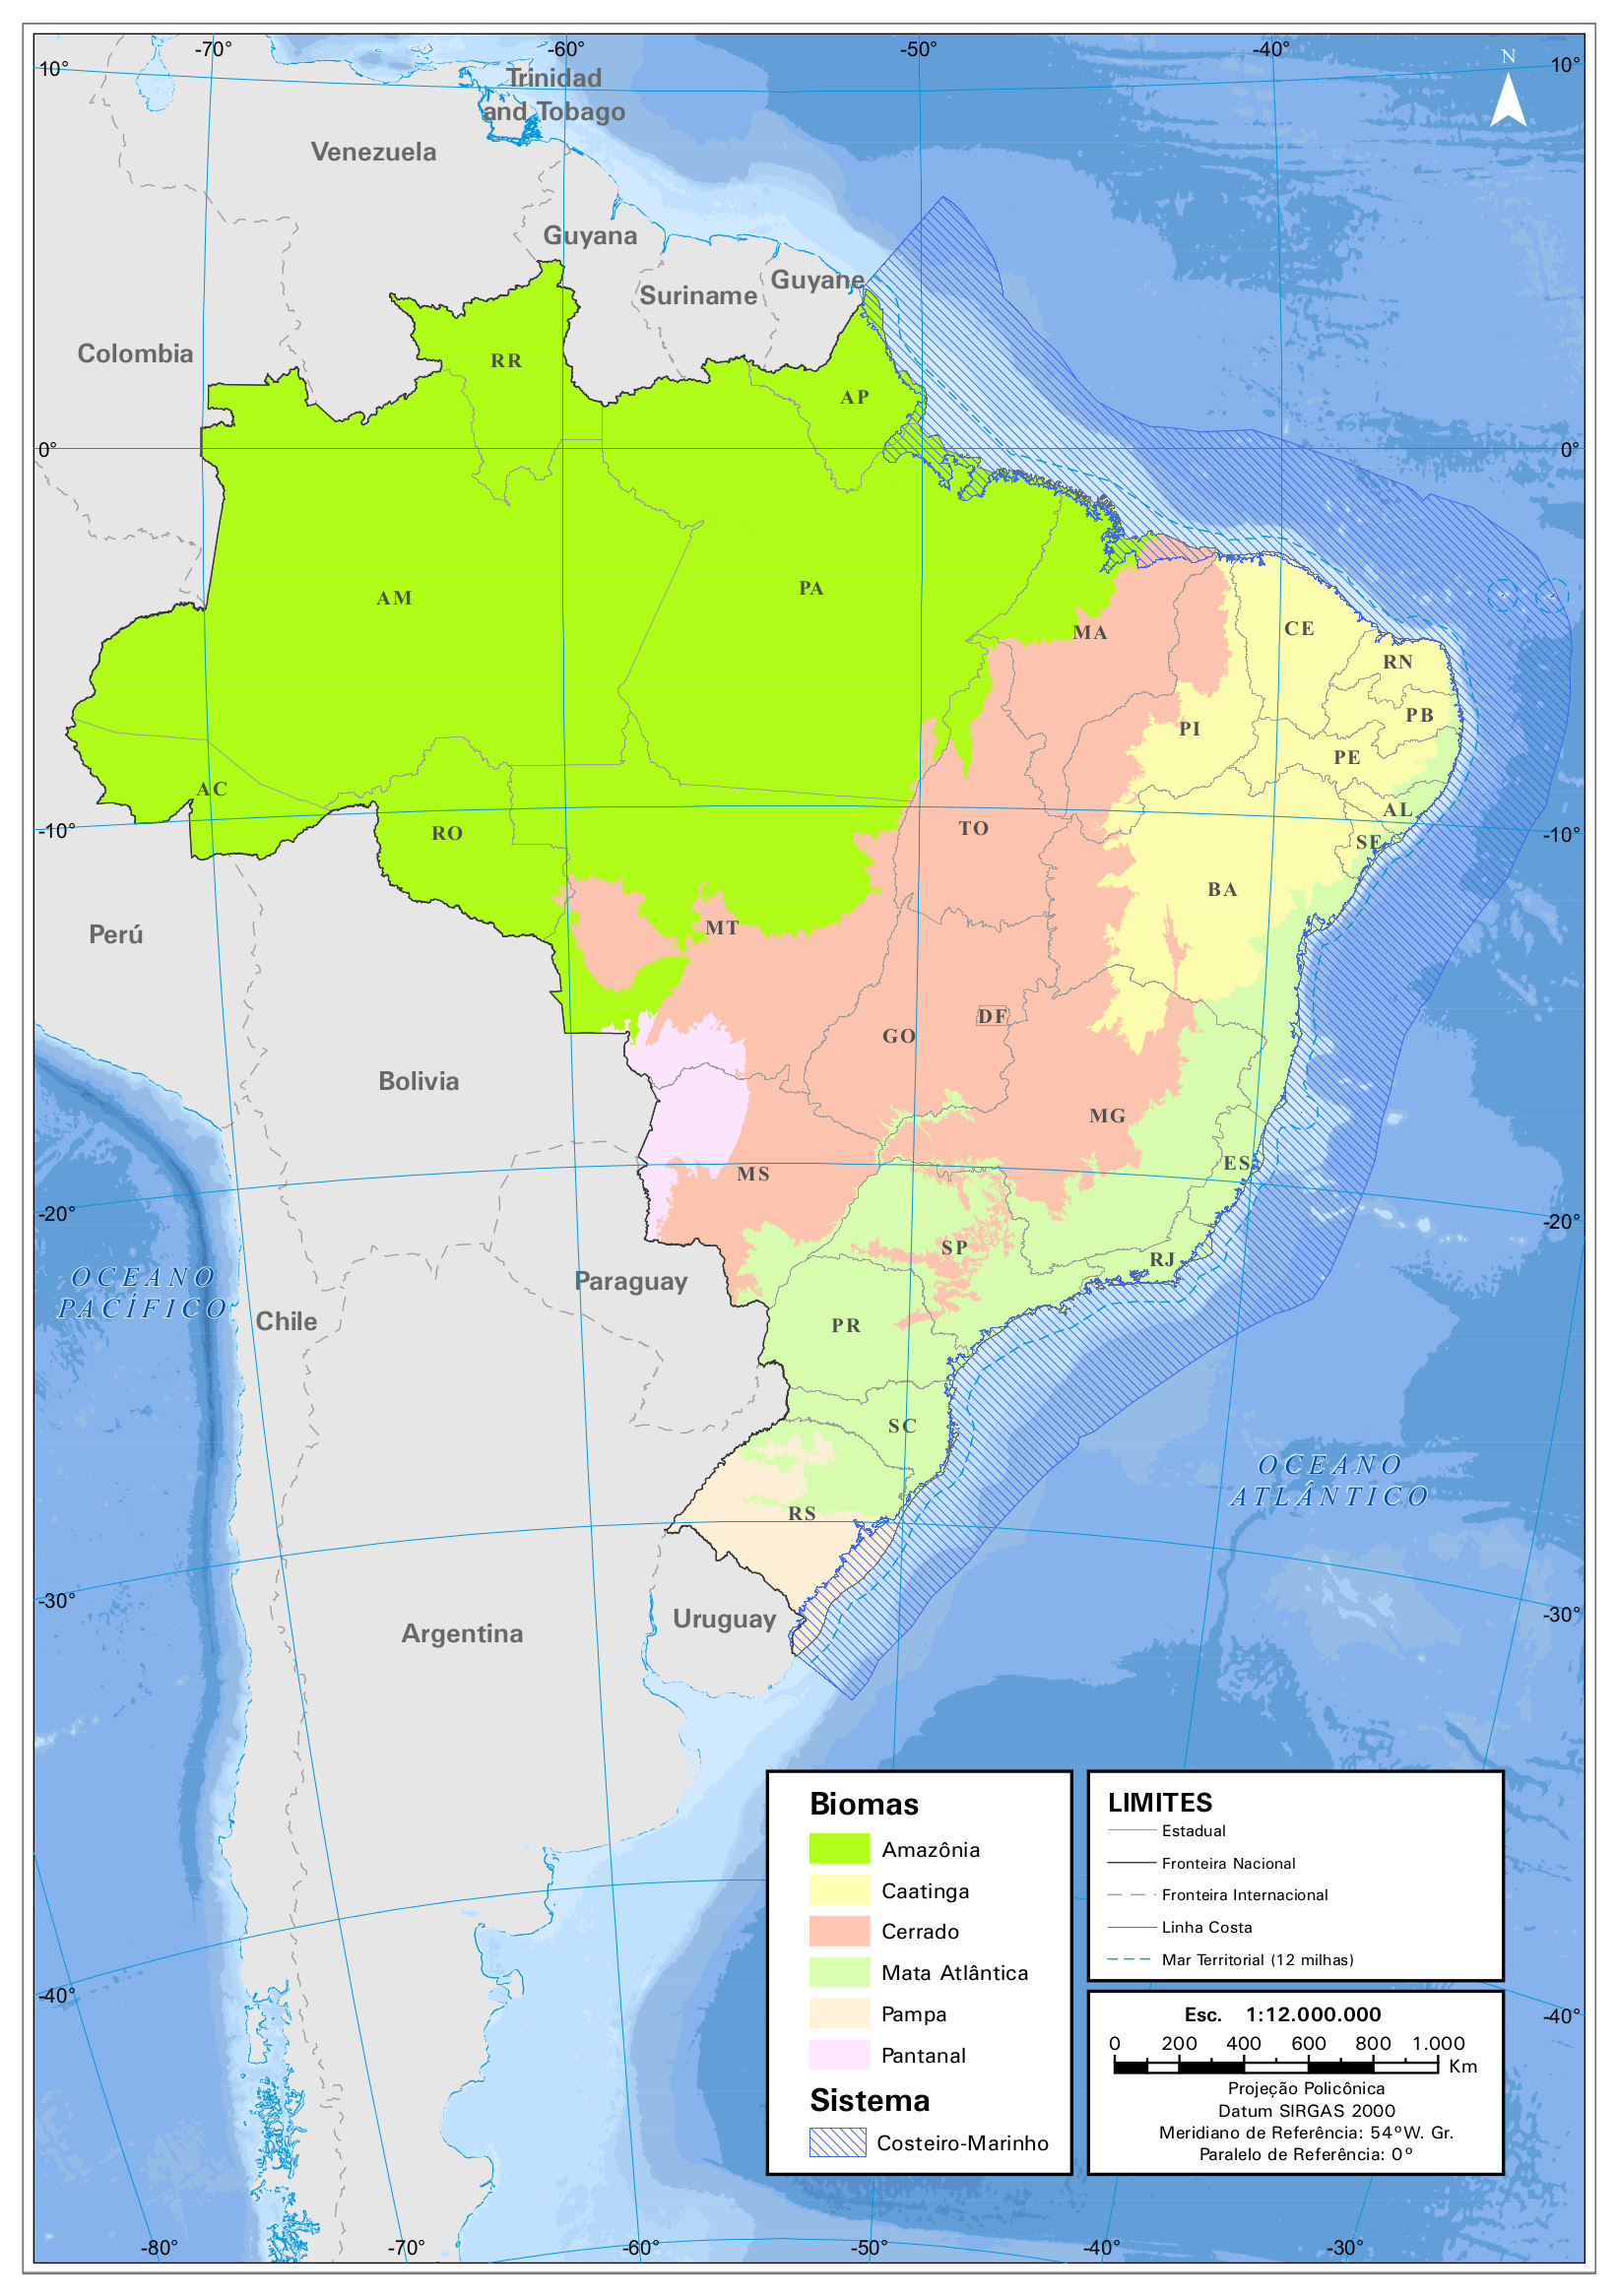 -70°
-60°
-50°
-40°
10°
10°
N
Trinidad
and Tobago
Venezuela
Guyana
Guyane
Suriname
Colombia
RR
AP
0°
0°
AM
PA
MA
CE
RN
PB
PI
PE
AC
AL
RO
TO
-10°
-10°
SE
BA
MT
Perú
DF
GO
Bolivia
MG
ES
MS
-20°
-20°
SP
RJ
OCEANO
PACÍFICO
Paraguay
Chile
PR
SC
OCEANO
ATLÂNTICO
RS
-30°
-30°
Uruguay
Argentina
Biomas
Amazônia
Caatinga
Cerrado
Mata Atlântica
Pampa
Pantanal
Sistema
Costeiro-Marinho
LIMITES
Estadual
Fronteira Nacional
Fronteira Internacional
Linha Costa
Mar Territorial (12 milhas)
-40°
-40°
Esc. 1:12.000.000
0 200 400 600 800 1.000
Km
Projeção Policônica
Datum SIRGAS 2000
Meridiano de Referência: 54ºW. Gr.
Paralelo de Referência: 0º
-80°
-70°
-60°
-50°
-40°
-30°